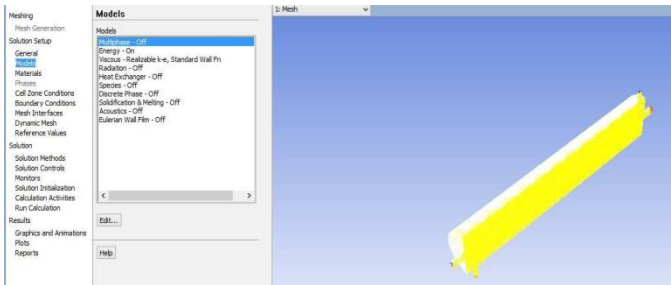 Meshing
Mesh Generation
Solution Setup
General
Models
Materials
Phases
Cell Zone Conditions
Boundary Conditions
Mesh Interfaces
Dynamic Mesh
Reference Values
Solution
Solution Methods
Solution Controls
Monitors
Solution Initialization
Calculation Activities
Run Calculation
Results
Graphics and Animations
Plots
Reports
Models
Models
Multiphase - Off
Energy - On
Viscous - Realizable k-e, Standard Wall Fn
Radiation - Off
Heat Exchanger - Off
Species - Off
Discrete Phase - Off
Solidification & Melting - Off
Acoustics - Off
Eulerian Wall Film - Off
Edit...
Help
1: Mesh